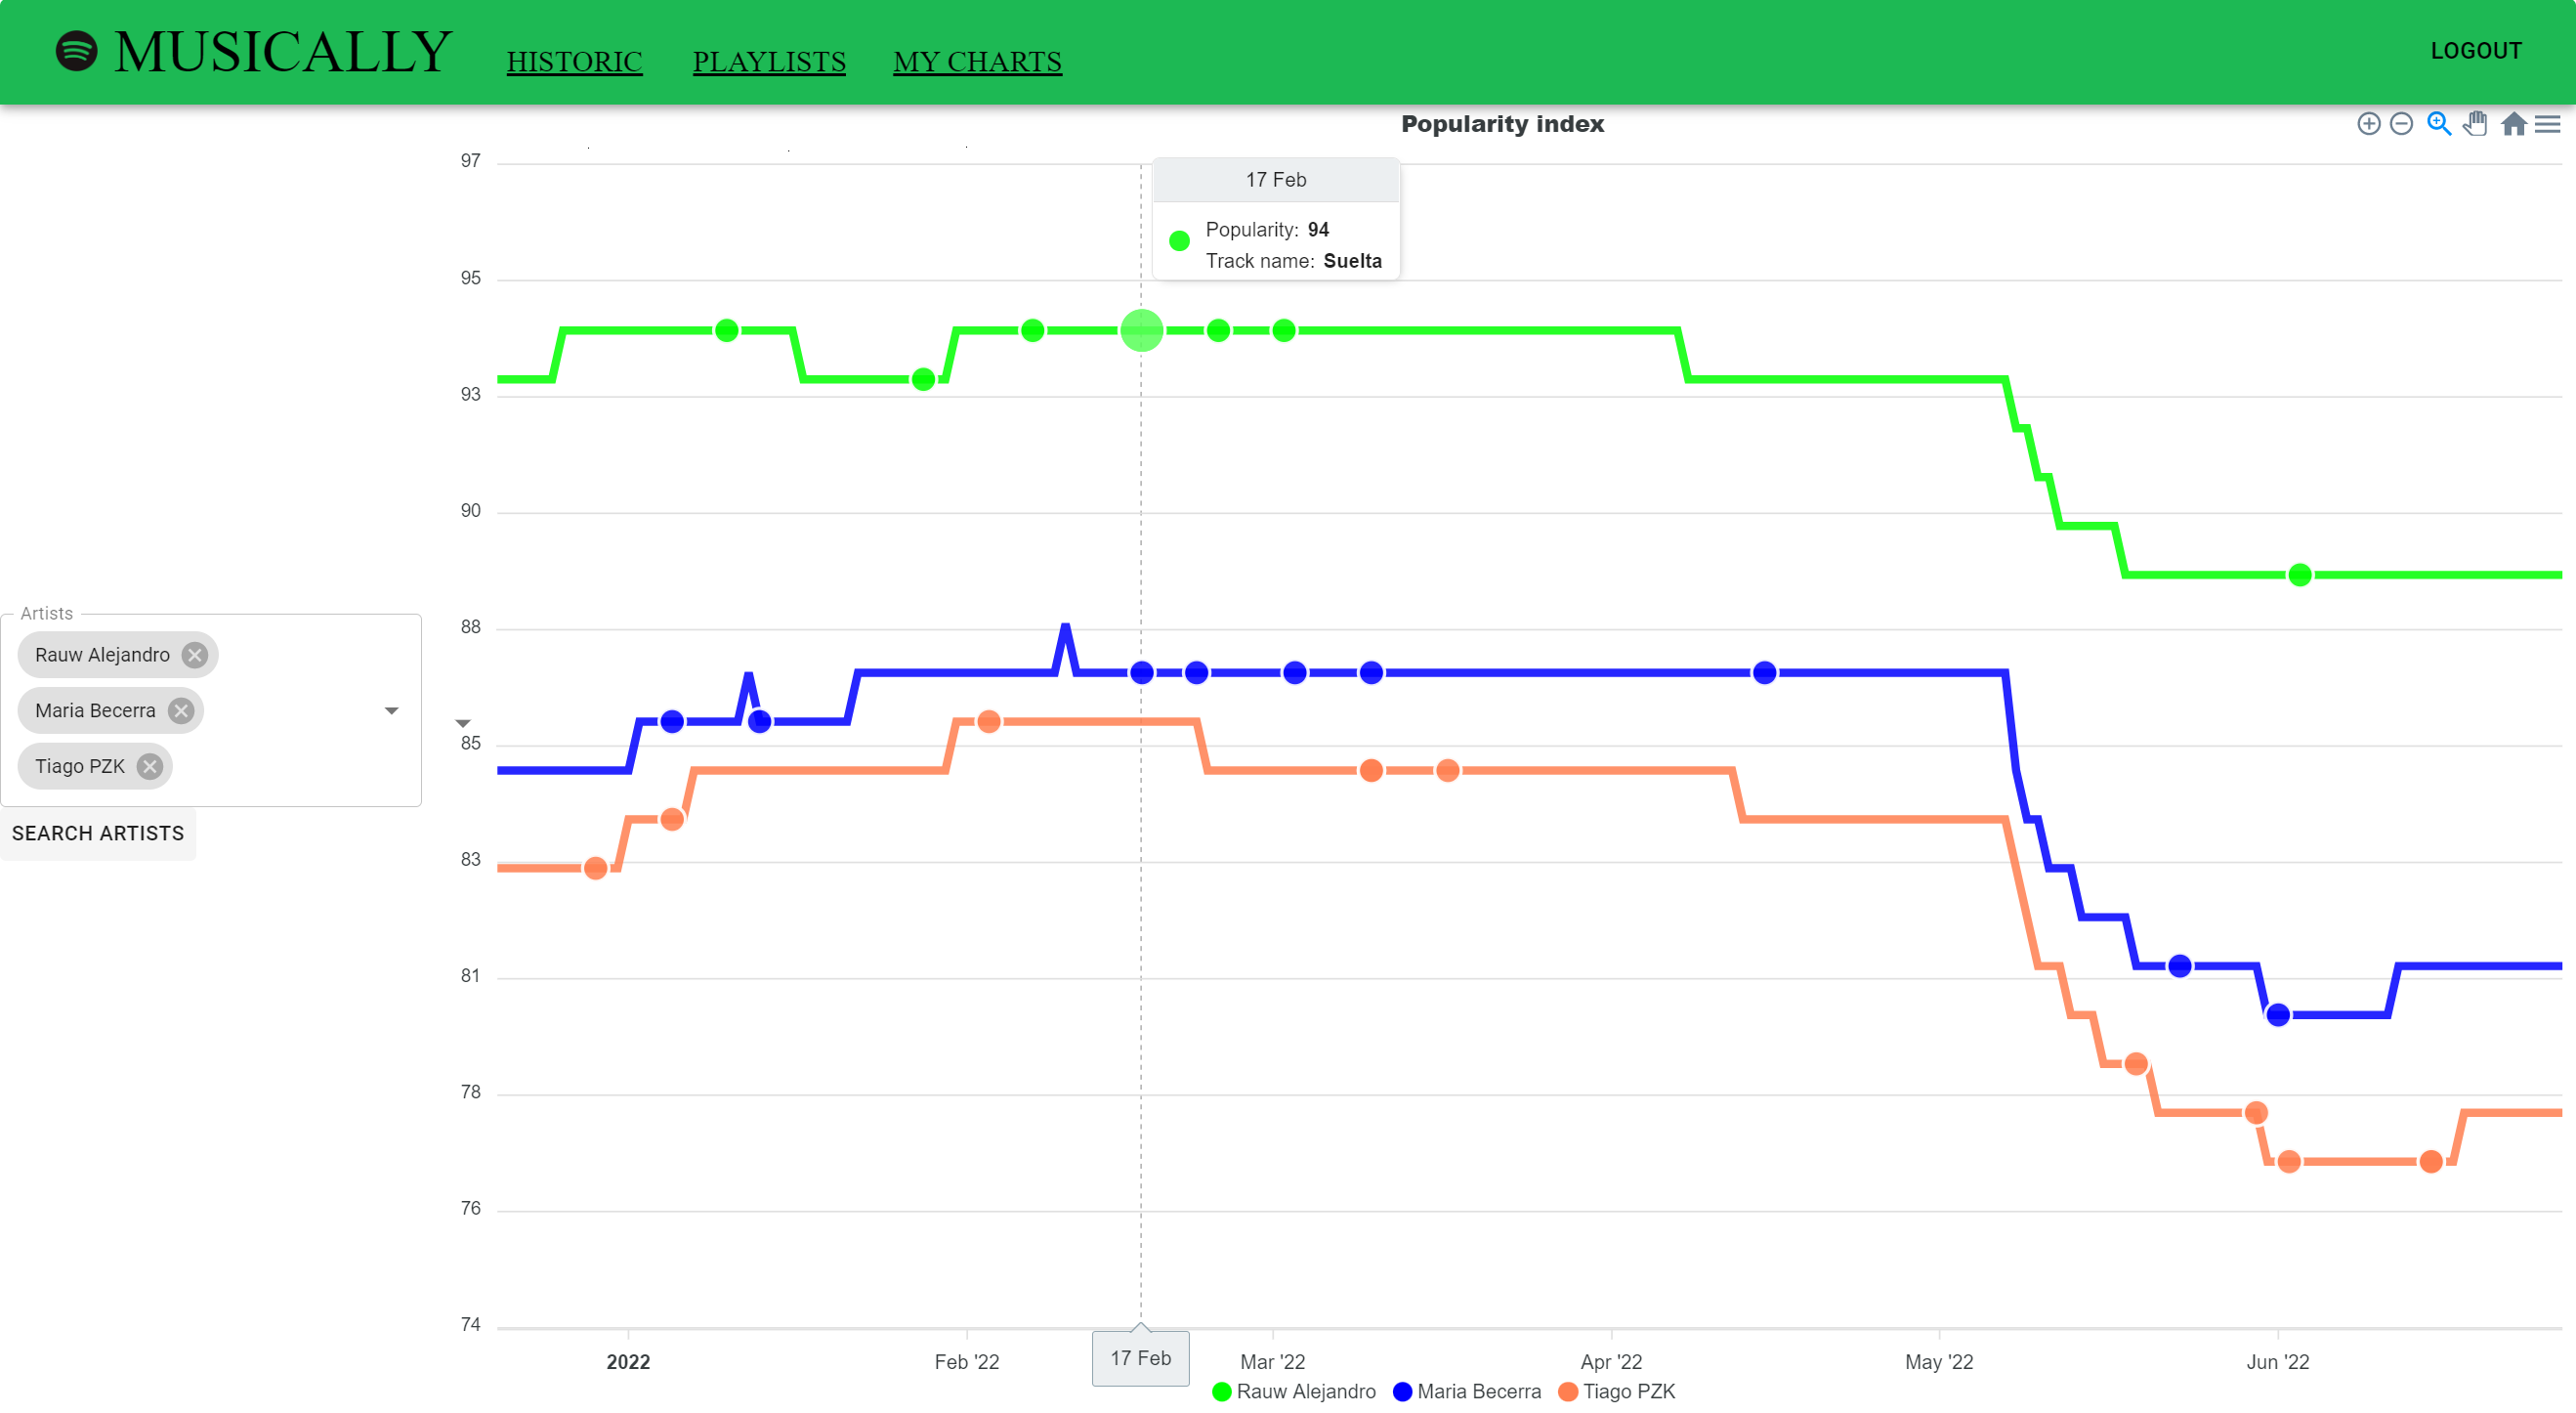 MUSICALLY
HISTORIC
PLAYLISTS
MY CHARTS
LOGOUT
Popularity index
97
95
93
90
88
85
83
81
78
76
74
17 Feb
Popularity: 94
Track name: Suelta
Artists
Rauw Alejandro
Maria Becerra
Tiago PZK
SEARCH ARTISTS
2022
Feb '22
17 Feb
Mar '22
Apr '22
May '22
Jun '22
Rauw Alejandro
Maria Becerra
Tiago PZK